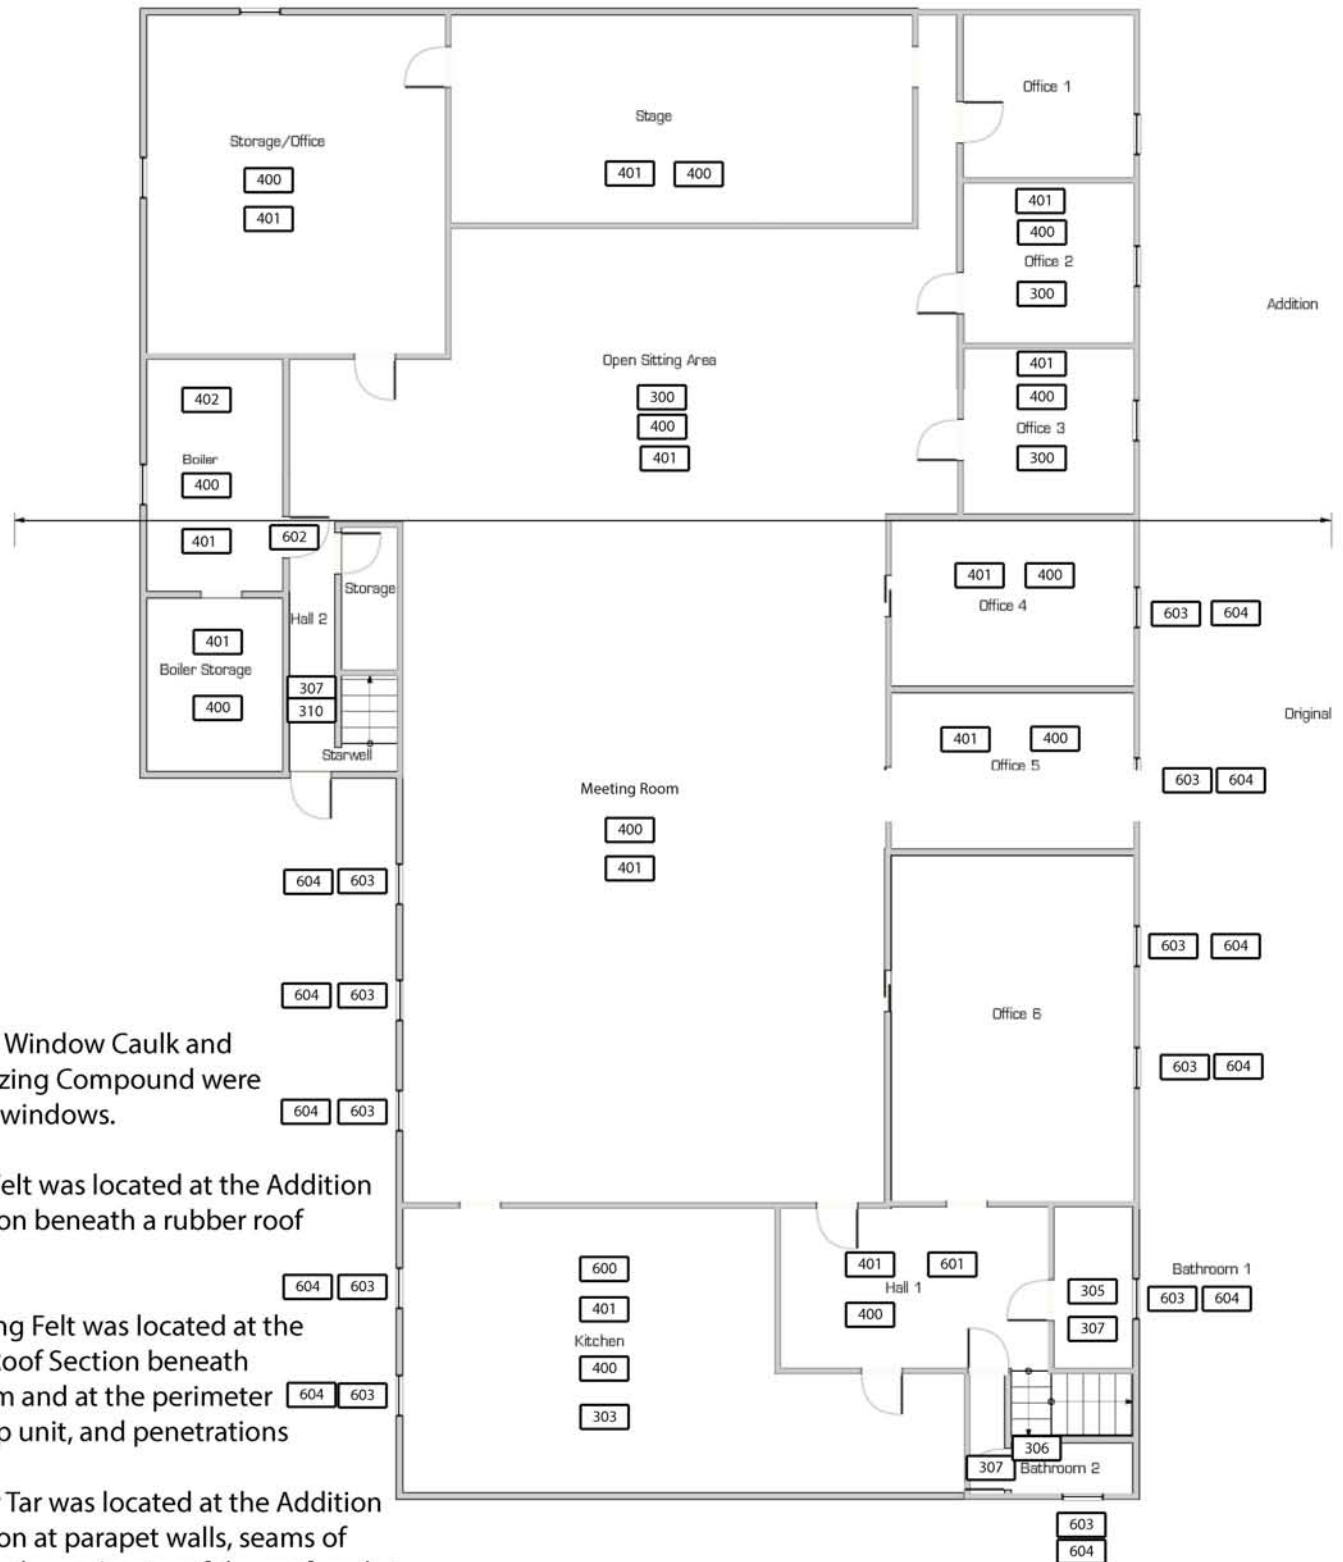 Office 1
Stage
Storage/Office
400
401
401 400
401
400
Office 2
300
Addition
Open Sitting Area
300
400
401
401
400
Office 3
300
402
Boiler
400
401
602
Storage
Hall 2
401
Boiler Storage
400
307
310
Starwell
401 400
Office 4
603 604
Original
401 400
Office 5
603 604
Meeting Room
400
401
604 603
603 604
604 603
Office 6
Window Caulk and
zing Compound were
windows.
604 603
603 604
elt was located at the Addition
on beneath a rubber roof
604 603
600
401
Kitchen
400
303
401 601
Hall 1
400
305
307
Bathroom 1
603 604
ng Felt was located at the
Roof Section beneath
m and at the perimeter
p unit, and penetrations
604 603
306
307 Bathroom 2
603
604
Tar was located at the Addition
on at parapet walls, seams of